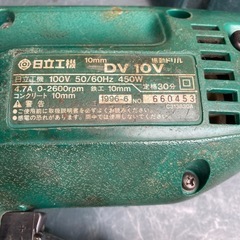 日立工機 10mm 振動ドリル
DV 10V
日立工機 100V 50/60Hz 450W
4.7A 0-2600rpm 鉄工 10mm 定格30分
コンクリート 10mm 1996-6 NO. 660453